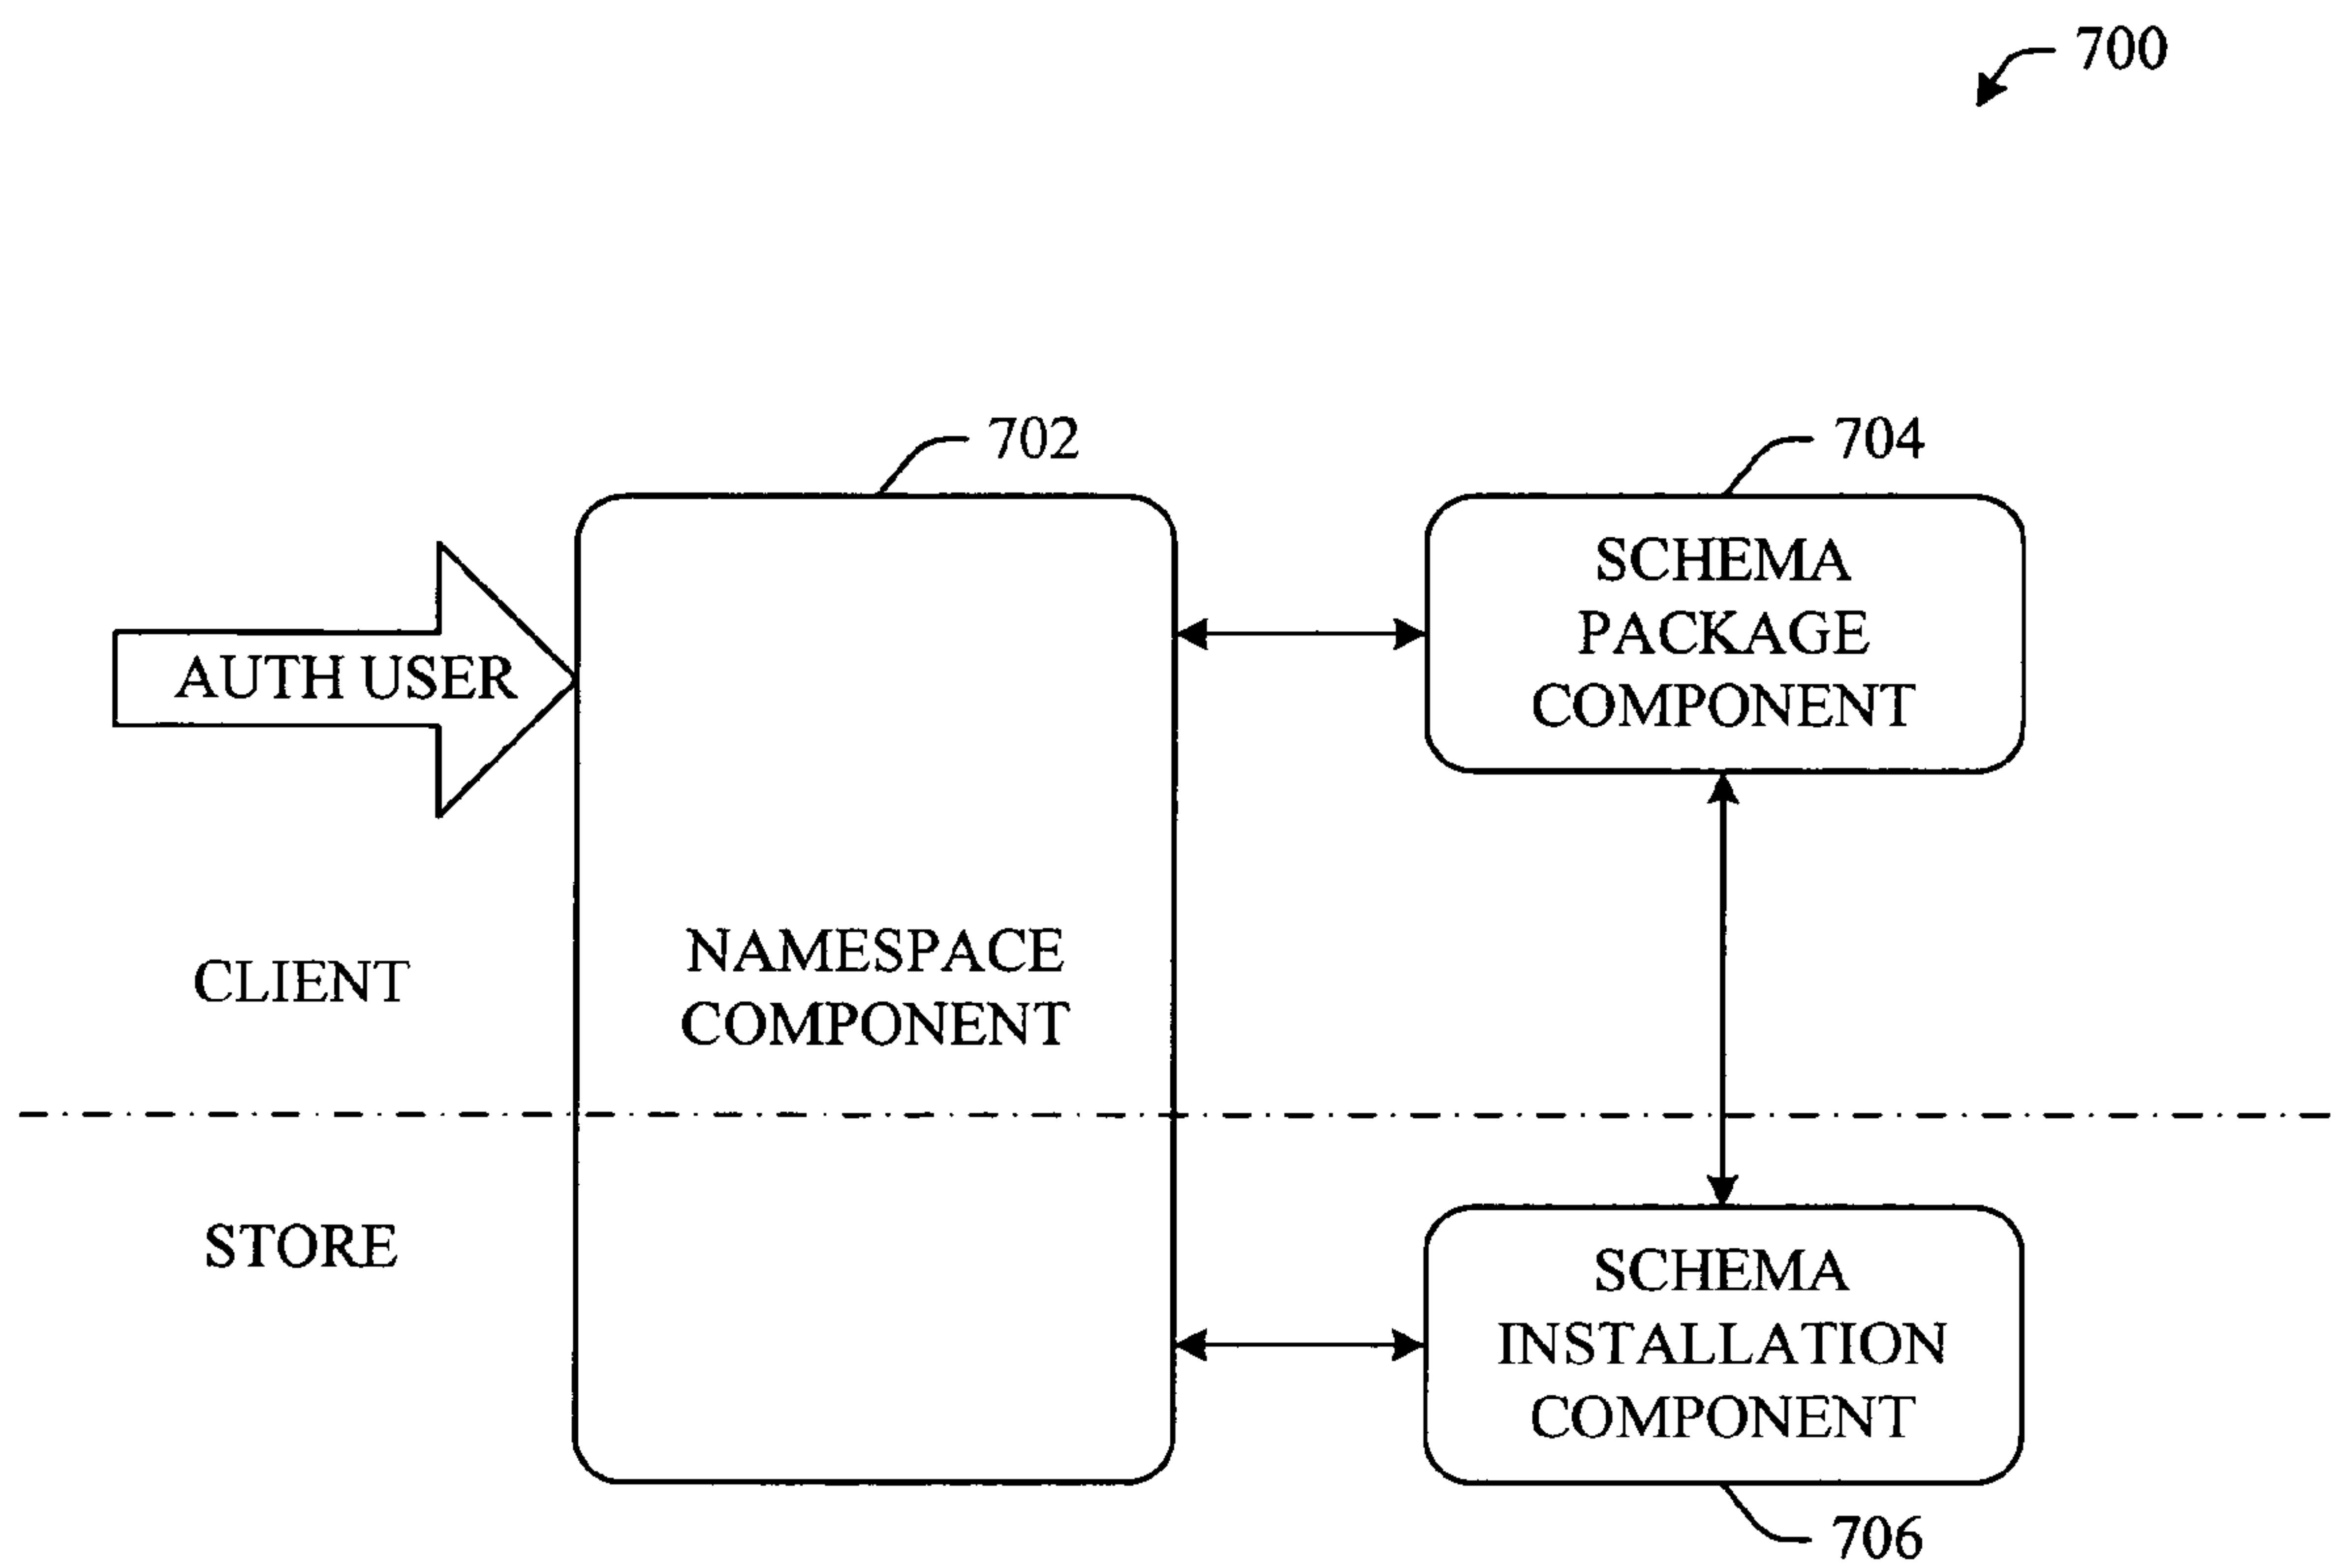 700
702
704
SCHEMA
PACKAGE
COMPONENT
AUTH USER
NAMESPACE
COMPONENT
CLIENT
STORE
SCHEMA
INSTALLATION
COMPONENT
706